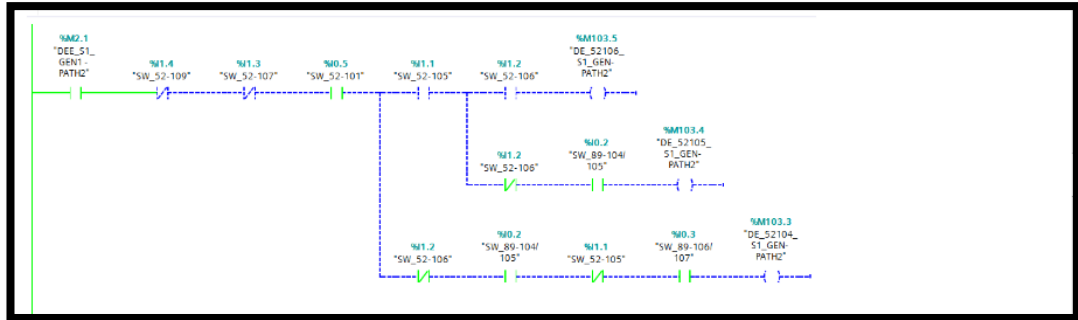 %M2.1
"DEE_S1_
GEN1 -
PATH2"
%I1.4
"SW_52-109"
%I1.3
"SW_52-107"
%I0.5
"SW_52-101"
%I1.1
"SW_52-105"
%I1.2
"SW_52-106"
%M103.5
"DE_52106_
S1_GEN-
PATH2"
%I1.2
"SW_52-106"
%I0.2
"SW_89-104/
105"
%M103.4
"DE_52105_
S1_GEN-
PATH2"
%I1.2
"SW_52-106"
%I0.2
"SW_89-104/
105"
%I1.1
"SW_52-105"
%I0.3
"SW_89-106/
107"
%M103.3
"DE_52104_
S1_GEN-
PATH2"